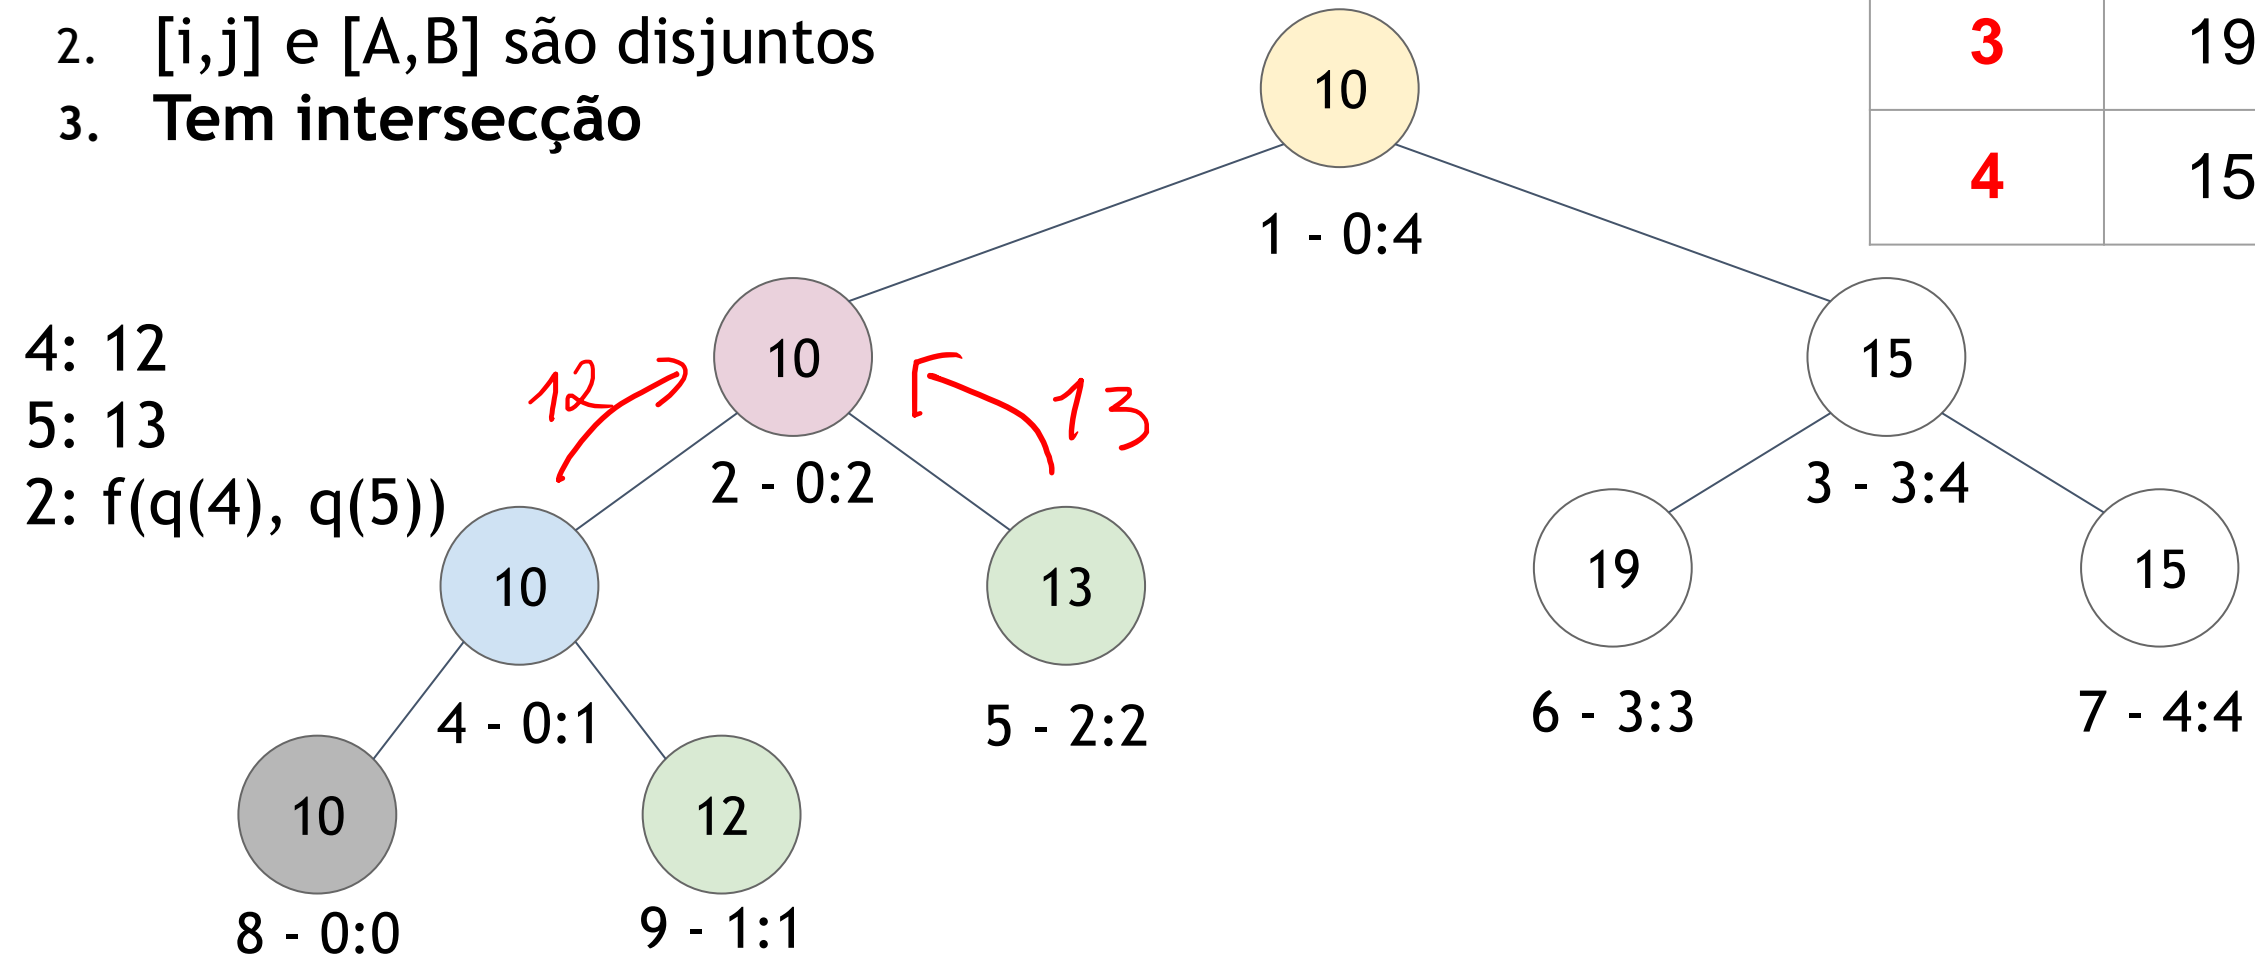 2. [i,j] e [A,B] são disjuntos
3. Tem intersecção
3 19
4 15
10
1 - 0:4
4: 12
5: 13
2: f(q(4), q(5))
12
10
13
15
2 - 0:2
3 - 3:4
10
13
19
15
4 - 0:1
5 - 2:2
6 - 3:3
7 - 4:4
10
12
8 - 0:0
9 - 1:1